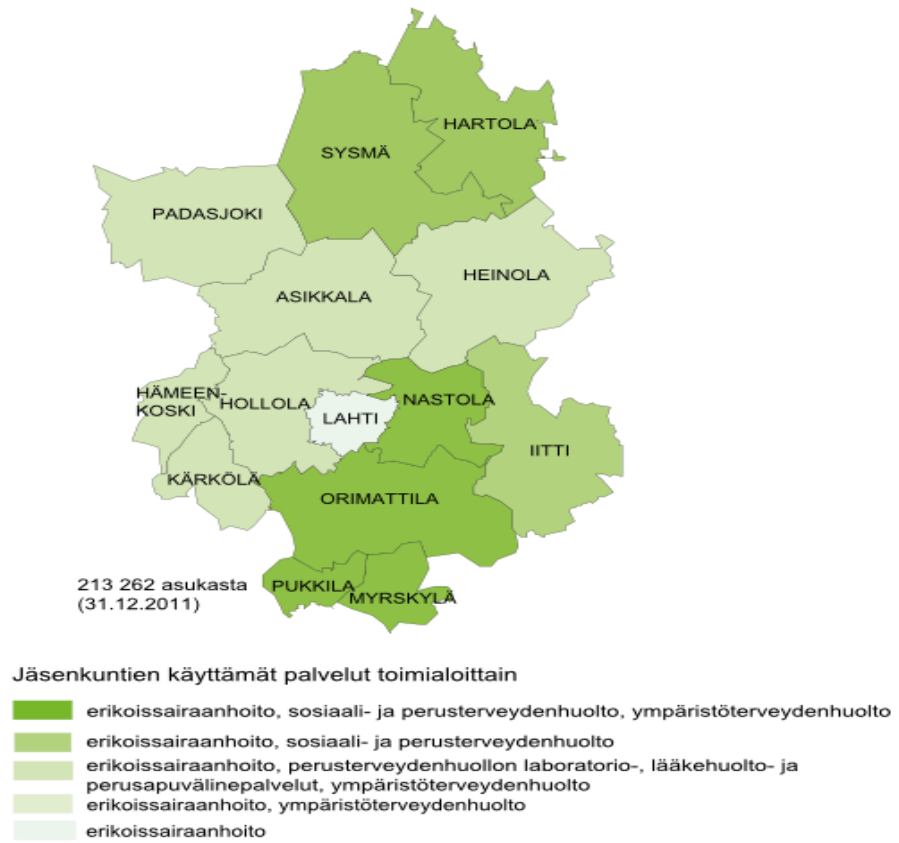 HARTOLA
SYSMÄ
PADASJOKI
HEINOLA
ASIKKALA
HÄMEEN-
KOSKI
HOLLOLA
NASTOLA
LAHTI
IITTI
KÄRKÖLÄ
ORIMATTILA
PUKKILA
MYRSKYLÄ
213 262 asukasta
(31.12.2011)
Jäsenkuntien käyttämät palvelut toimialoittain
erikoissairaanhoito, sosiaali- ja perusterveydenhuolto, ympäristöterveydenhuolto
erikoissairaanhoito, sosiaali- ja perusterveydenhuolto
erikoissairaanhoito, perusterveydenhuollon laboratorio-, lääkehuolto- ja
perusapuvälinepalvelut, ympäristöterveydenhuolto
erikoissairaanhoito, ympäristöterveydenhuolto
erikoissairaanhoito